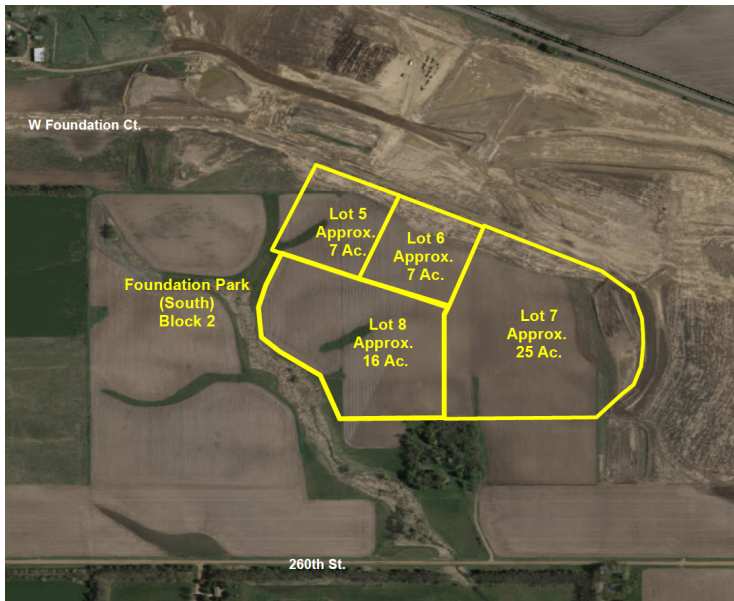 W Foundation Ct.
Lot 5
Approx.
7 Ac.
Lot 6
Approx.
7 Ac.
Foundation Park
(South)
Block 2
Lot 7
Approx.
25 Ac.
Lot 8
Approx.
16 Ac.
260th St.